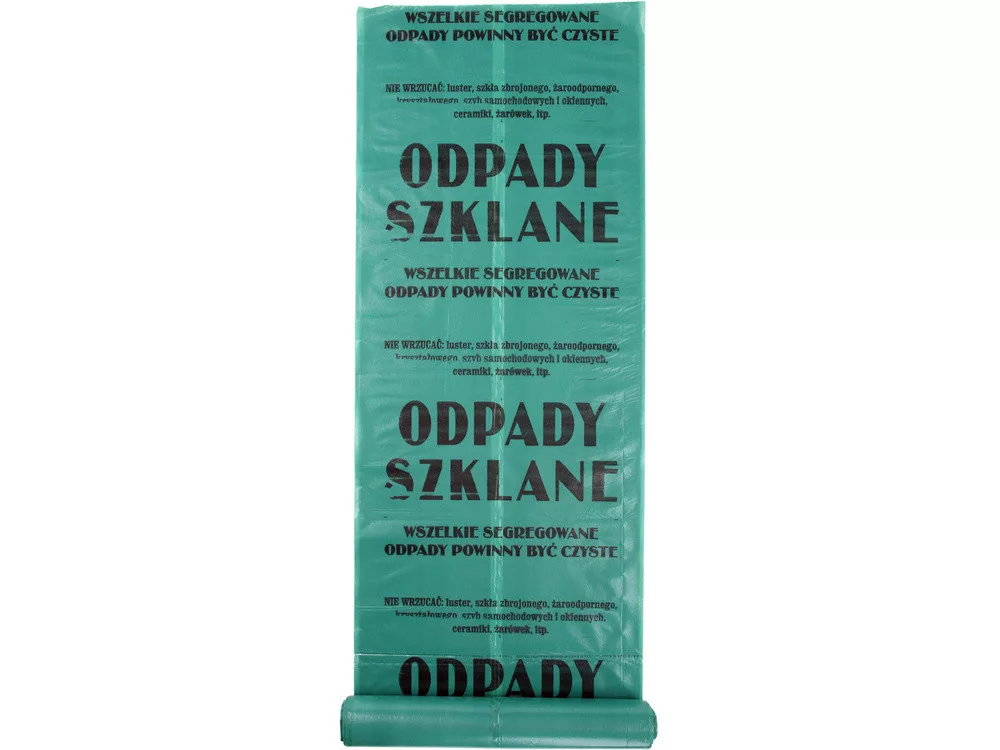 WSZELKIE SEGREGOWANE
ODPADY POWINNY BYĆ CZYSTE
NIE WRZUCAĆ: luster, szkła zbrojonego, żaroodpornego,
kryształowego, szyb samochodowych i okiennych,
ceramiki, żarówek, itp.
ODPADY
SZKLANE
WSZELKIE SEGREGOWANE
ODPADY POWINNY BYĆ CZYSTE
NIE WRZUCAĆ: luster, szkła zbrojonego, żaroodpornego,
kryształowego, szyb samochodowych i okiennych,
ceramiki, żarówek, itp.
ODPADY
SZKLANE
WSZELKIE SEGREGOWANE
ODPADY POWINNY BYĆ CZYSTE
NIE WRZUCAĆ: luster, szkła zbrojonego, żaroodpornego,
kryształowego, szyb samochodowych i okiennych,
ceramiki, żarówek, itp.
ODPADY